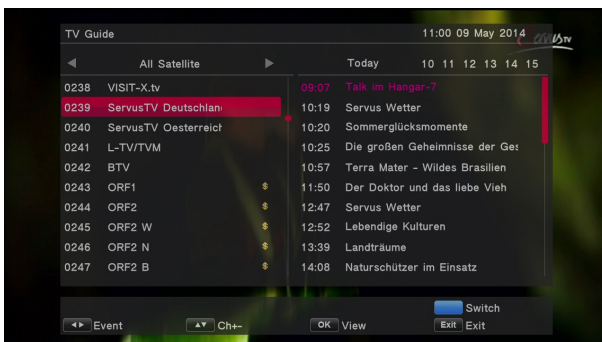 TV Guide 11:00 09 May 2014
servus TV
All Satellite Today 10 11 12 13 14 15
0238 VISIT-X.tv 09:07 Talk im Hangar-7
0239 ServusTV Deutschlan 10:19 Servus Wetter
0240 ServusTV Oesterreich 10:20 Sommerglücksmomente
0241 L-TV/TVM 10:25 Die großen Geheimnisse der Ges
0242 BTV 10:57 Terra Mater - Wildes Brasilien
0243 ORF1 $ 11:50 Der Doktor und das liebe Vieh
0244 ORF2 $ 12:47 Servus Wetter
0245 ORF2 W $ 12:52 Lebendige Kulturen
0246 ORF2 N $ 13:39 Landträume
0247 ORF2 B $ 14:08 Naturschützer im Einsatz
Switch
Event Ch+- OK View Exit Exit